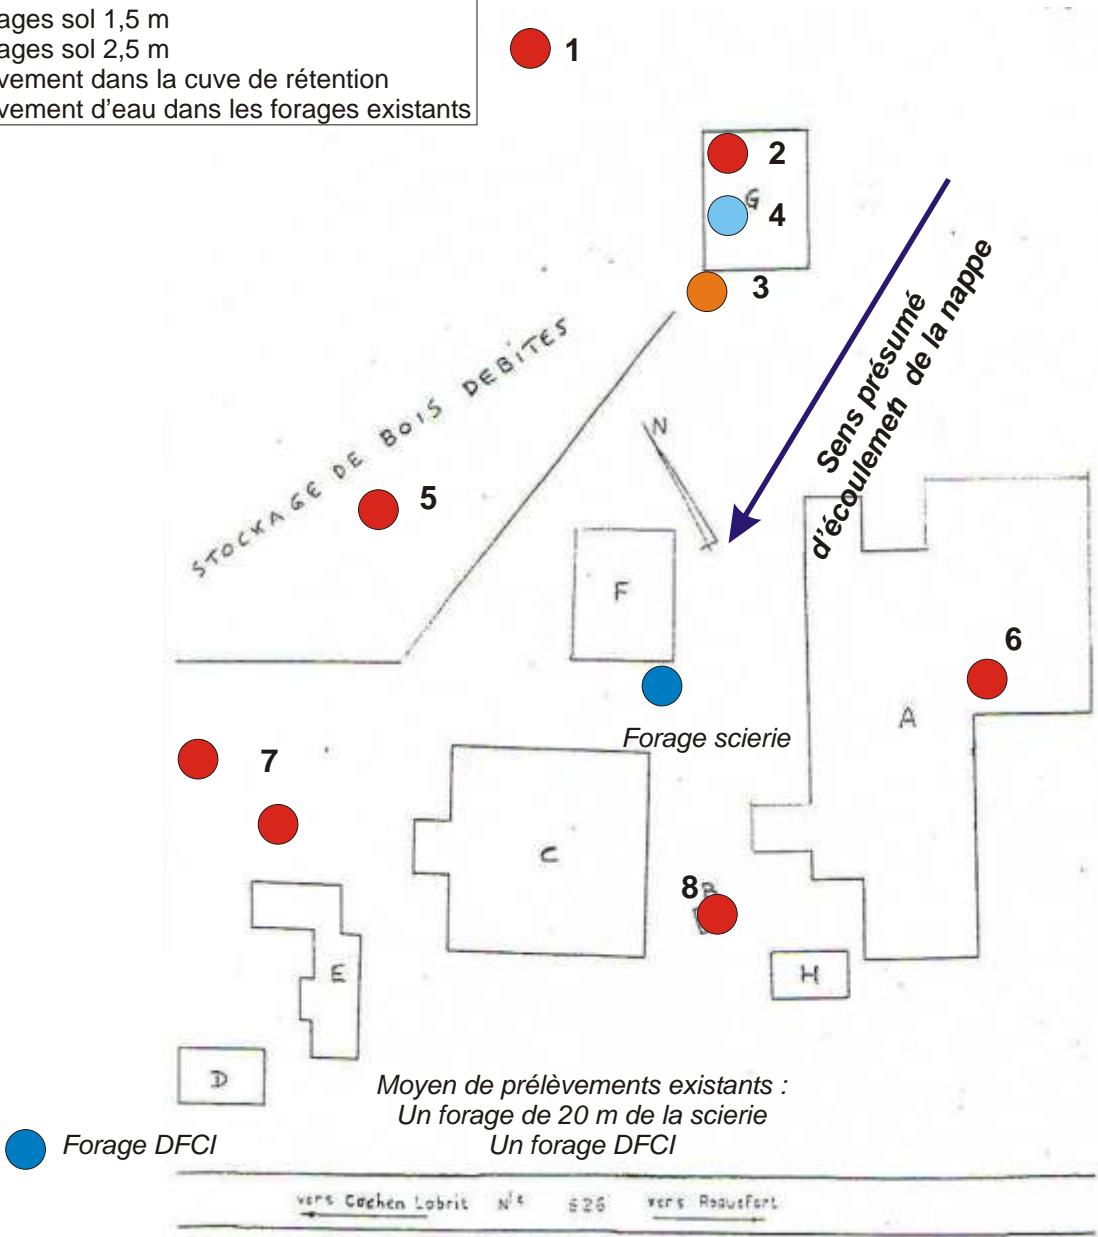 ages sol 1,5 m
ages sol 2,5 m
vement dans la cuve de rétention
vement d'eau dans les forages existants
1
2
G
4
3
Sens présumé
d'écoulemen de la nappe
STOCKAGE DE BOIS DEBITES
N
5
F
6
A
Forage scierie
7
C
8
B
E
H
D
Moyen de prélèvements existants :
Un forage de 20 m de la scierie
Un forage DFCI
Forage DFCI
vers Cachen Labrit N^le 626 vers Roquefort